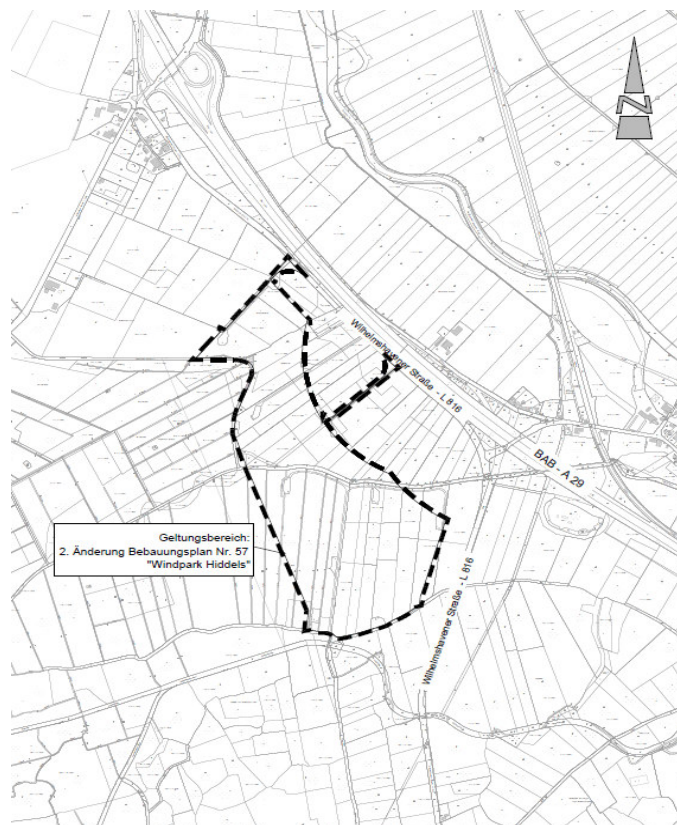 N
Wilhelmshavener Straße - L 816
BAB - A 29
Geltungsbereich:
2. Änderung Bebauungsplan Nr. 57
"Windpark Hiddels"
Wilhelmshavener Straße - L 816